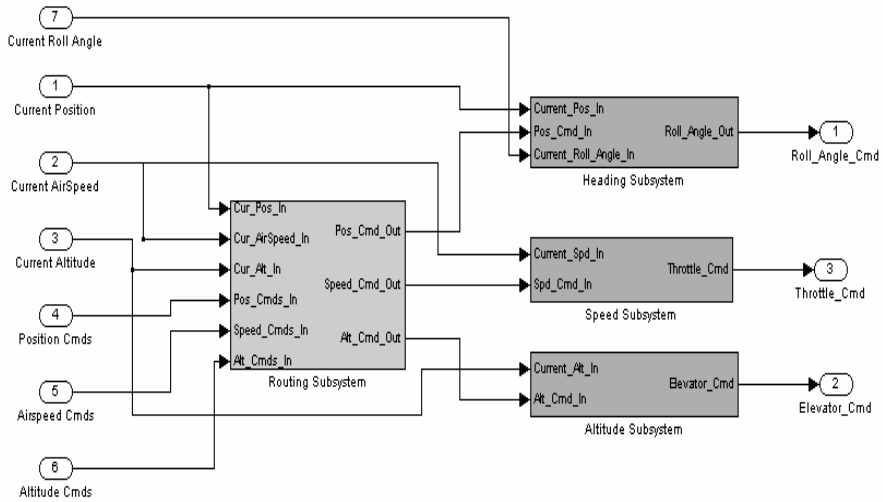 7
Current Roll Angle
1
Current Position
2
Current AirSpeed
3
Current Altitude
4
Position Cmds
5
Airspeed Cmds
6
Altitude Cmds
Cur_Pos_In
Cur_AirSpeed_In
Cur_Alt_In
Pos_Cmds_In
Speed_Cmds_In
Alt_Cmds_In
Pos_Cmd_Out
Speed_Cmd_Out
Alt_Cmd_Out
Routing Subsystem
Current_Pos_In
Pos_Cmd_In
Current_Roll_Angle_In
Roll_Angle_Out
Heading Subsystem
Current_Spd_In
Spd_Cmd_In
Throttle_Cmd
Speed Subsystem
Current_Alt_In
Alt_Cmd_In
Elevator_Cmd
Altitude Subsystem
1
Roll_Angle_Cmd
3
Throttle_Cmd
2
Elevator_Cmd